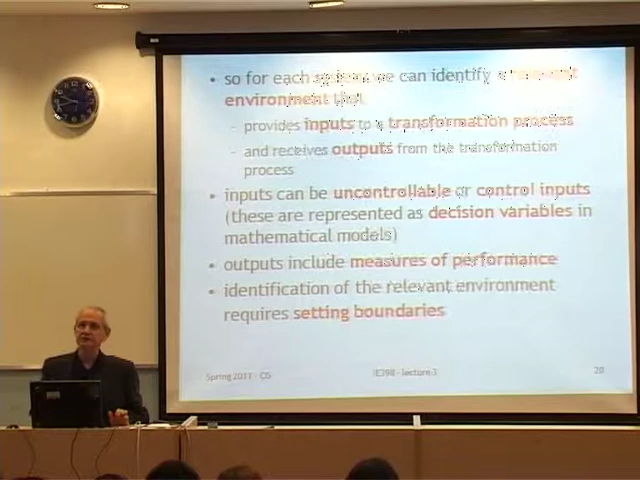 • so for each system we can identify a relevant
environment that
- provides inputs to a transformation process
- and receives outputs from the transformation
process
• inputs can be uncontrollable or control inputs
(these are represented as decision variables in
mathematical models)
• outputs include measures of performance
• identification of the relevant environment
requires setting boundaries
Spring 2011 - CG
IE398 - lecture 3
20